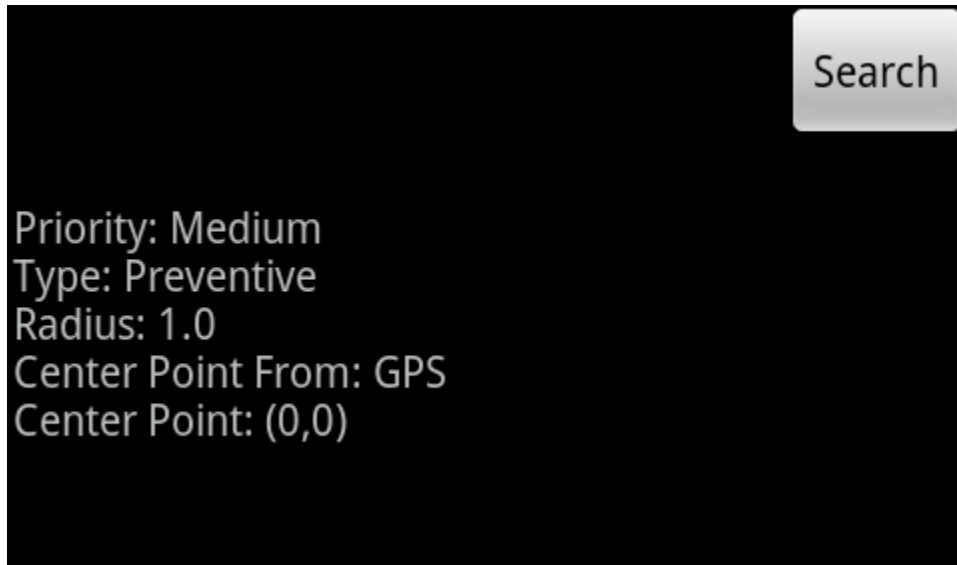 Search
Priority: Medium
Type: Preventive
Radius: 1.0
Center Point From: GPS
Center Point: (0,0)